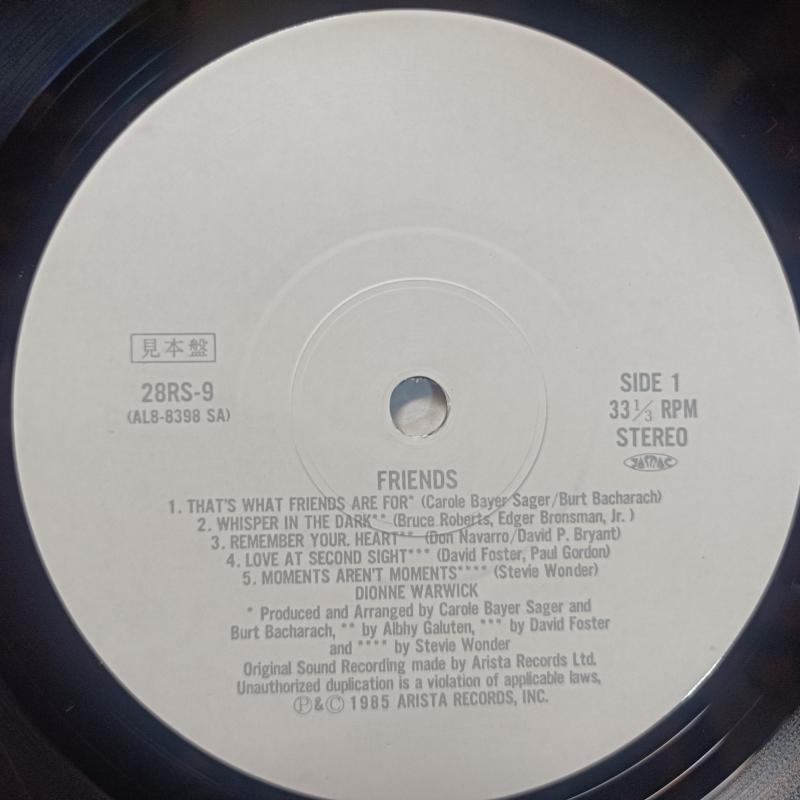 見本盤
28RS-9
(AL8-8398 SA)
SIDE 1
33⅓ RPM
STEREO
JASRAC
FRIENDS
1. THAT'S WHAT FRIENDS ARE FOR* (Carole Bayer Sager/Burt Bacharach)
2. WHISPER IN THE DARK** (Bruce Roberts, Edger Bronsman, Jr. )
3. REMEMBER YOUR. HEART*** (Don Navarro/David P. Bryant)
4. LOVE AT SECOND SIGHT*** (David Foster, Paul Gordon)
5. MOMENTS AREN'T MOMENTS**** (Stevie Wonder)
DIONNE WARWICK
* Produced and Arranged by Carole Bayer Sager and
Burt Bacharach, ** by Albhy Galuten, *** by David Foster
and **** by Stevie Wonder
Original Sound Recording made by Arista Records Ltd.
Unauthorized duplication is a violation of applicable laws,
Ⓟ&Ⓒ 1985 ARISTA RECORDS, INC.